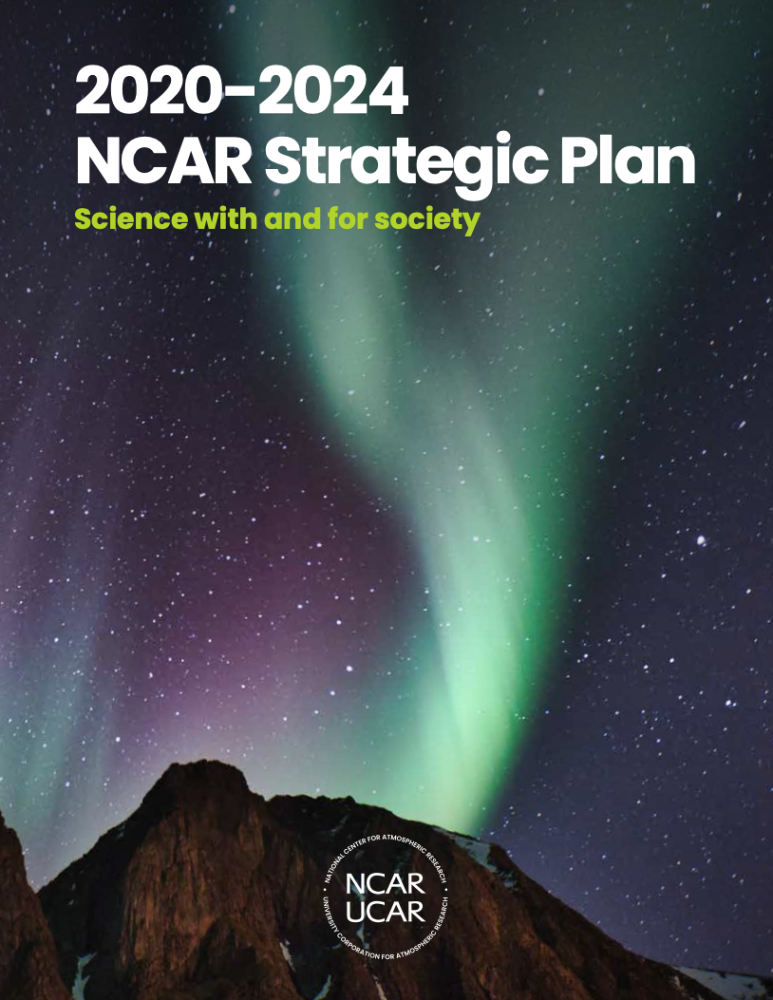 2020-2024
NCAR Strategic Plan
Science with and for society
• NATIONAL CENTER FOR ATMOSPHERIC RESEARCH •
NCAR
UCAR
UNIVERSITY CORPORATION FOR ATMOSPHERIC RESEARCH